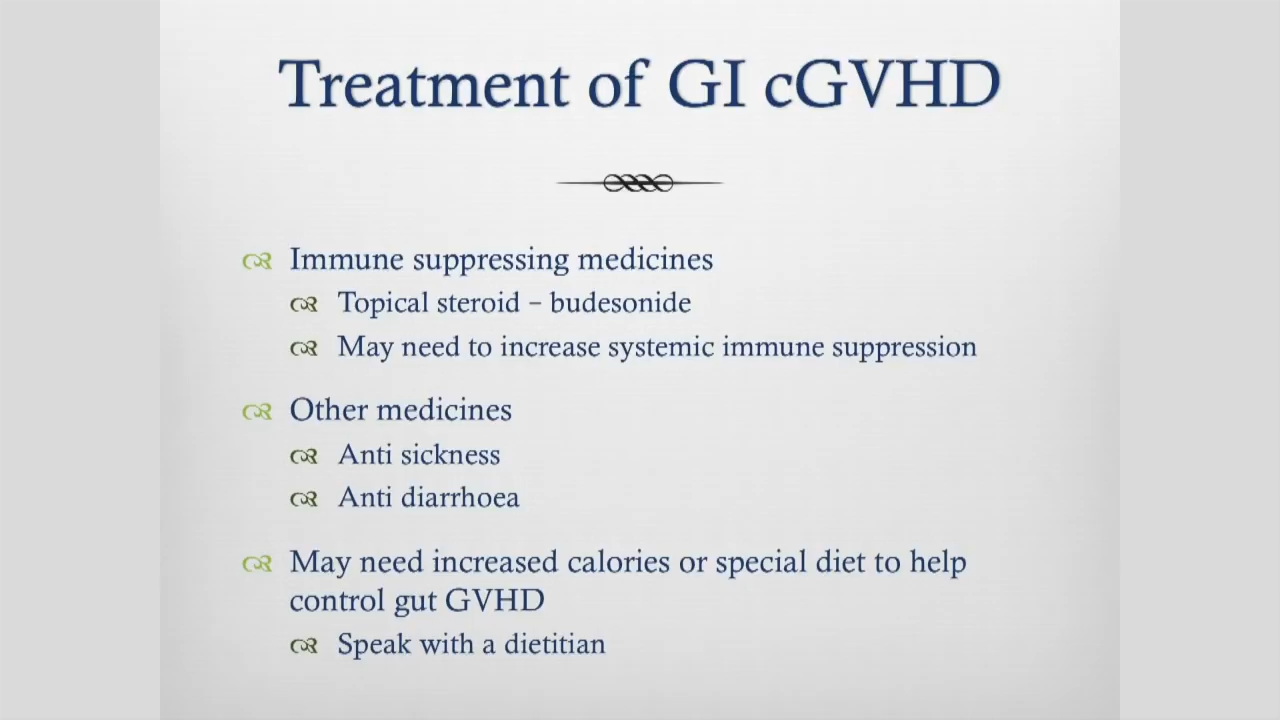 Treatment of GI cGVHD
Immune suppressing medicines
Topical steroid – budesonide
May need to increase systemic immune suppression
Other medicines
Anti sickness
Anti diarrhoea
May need increased calories or special diet to help
control gut GVHD
Speak with a dietitian